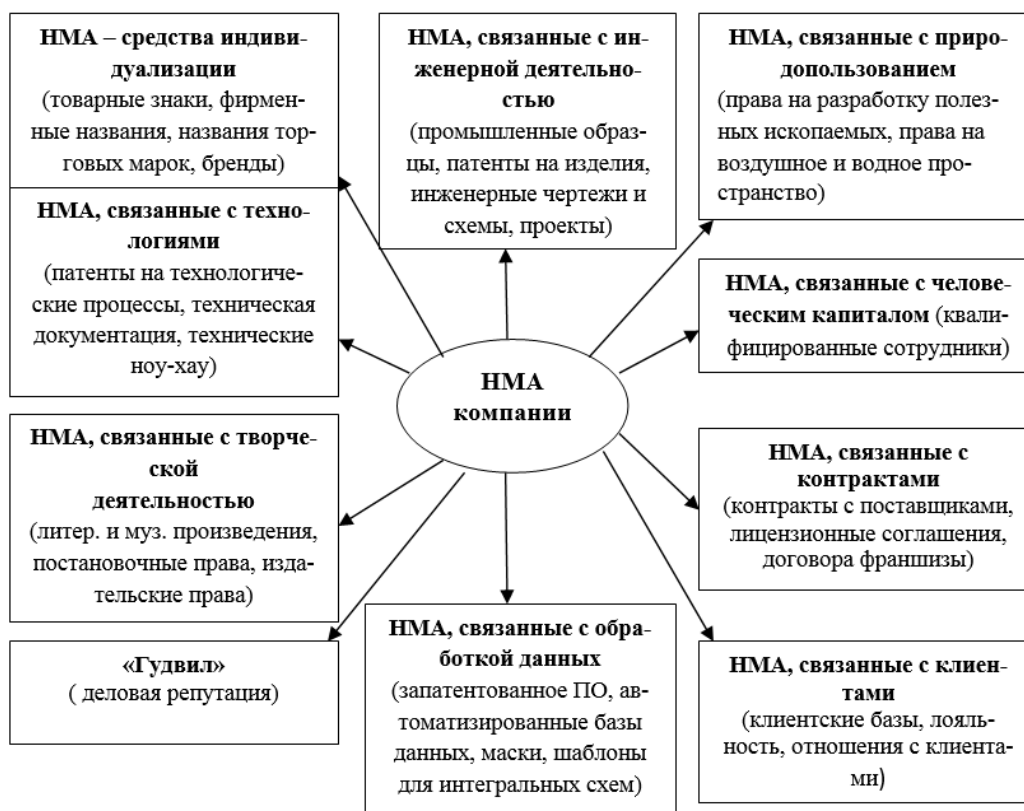 НМА – средства индиви-
дуализации
(товарные знаки, фирмен-
ные названия, названия тор-
говых марок, бренды)
НМА, связанные с техно-
логиями
(патенты на технологиче-
ские процессы, техническая
документация, технические
ноу-хау)
НМА, связанные с творче-
ской
деятельностью
(литер. и муз. произведения,
постановочные права, изда-
тельские права)
«Гудвил»
( деловая репутация)
НМА, связанные с ин-
женерной деятельно-
стью
(промышленные образ-
цы, патенты на изделия,
инженерные чертежи и
схемы, проекты)
НМА
компании
НМА, связанные с обра-
боткой данных
(запатентованное ПО, ав-
томатизированные базы
данных, маски, шаблоны
для интегральных схем)
НМА, связанные с приро-
допользованием
(права на разработку полез-
ных ископаемых, права на
воздушное и водное про-
странство)
НМА, связанные с челове-
ческим капиталом (квали-
фицированные сотрудники)
НМА, связанные с
контрактами
(контракты с поставщиками,
лицензионные соглашения,
договора франшизы)
НМА, связанные с клиен-
тами
(клиентские базы, лояль-
ность, отношения с клиента-
ми)